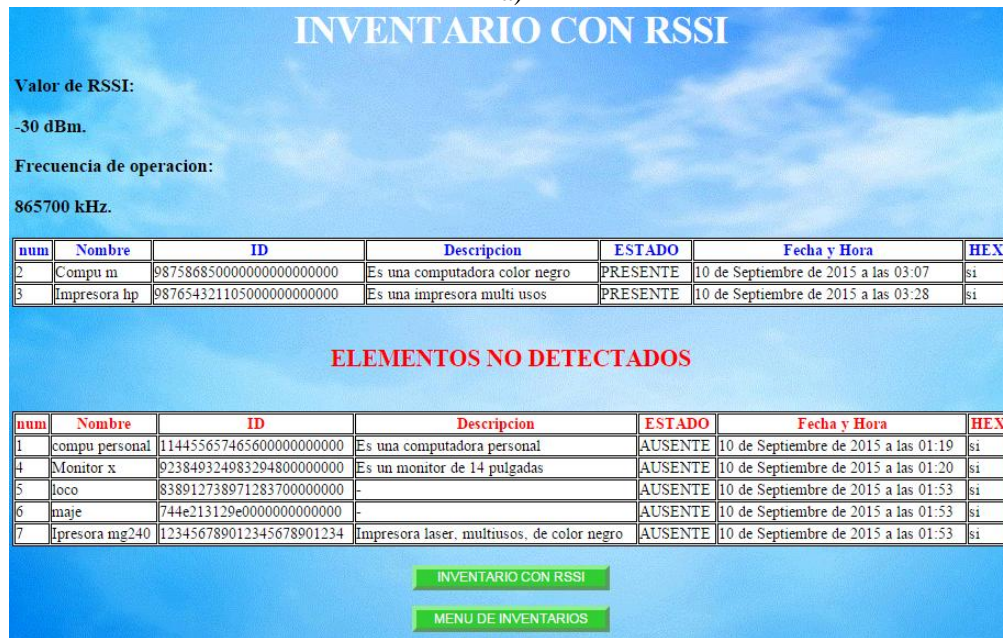 a)
INVENTARIO CON RSSI
Valor de RSSI:
-30 dBm.
Frecuencia de operacion:
865700 kHz.
num Nombre ID Descripcion ESTADO Fecha y Hora HEX
2 Compu m 987586850000000000000000 Es una computadora color negro PRESENTE 10 de Septiembre de 2015 a las 03:07 si
3 Impresora hp 987654321105000000000000 Es una impresora multi usos PRESENTE 10 de Septiembre de 2015 a las 03:28 si
ELEMENTOS NO DETECTADOS
num Nombre ID Descripcion ESTADO Fecha y Hora HEX
1 compu personal 114455657465600000000000 Es una computadora personal AUSENTE 10 de Septiembre de 2015 a las 01:19 si
4 Monitor x 923849324983294800000000 Es un monitor de 14 pulgadas AUSENTE 10 de Septiembre de 2015 a las 01:20 si
5 loco 838912738971283700000000 - AUSENTE 10 de Septiembre de 2015 a las 01:53 si
6 maje 744e213129e0000000000000 - AUSENTE 10 de Septiembre de 2015 a las 01:53 si
7 Ipresora mg240 123456789012345678901234 Impresora laser, multiusos, de color negro AUSENTE 10 de Septiembre de 2015 a las 01:53 si
INVENTARIO CON RSSI
MENU DE INVENTARIOS